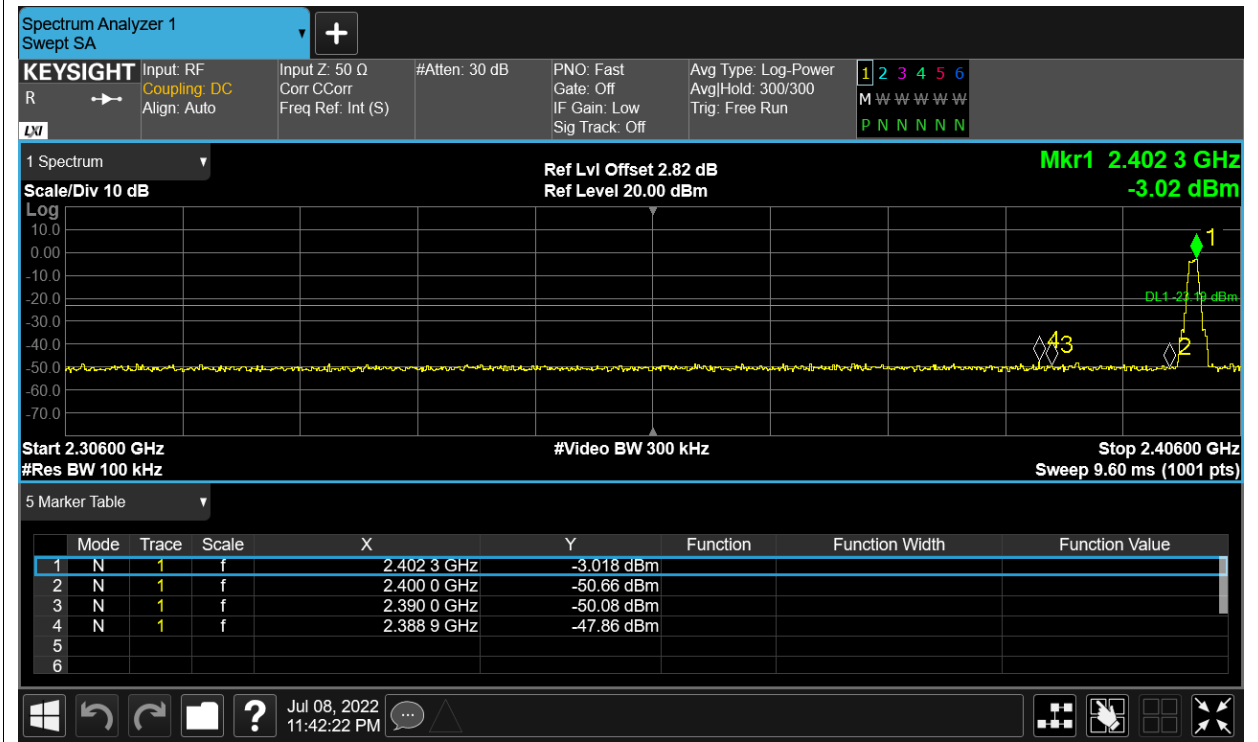 Spectrum Analyzer 1
Swept SA
+
KEYSIGHT
R
LXI
Input: RF
Coupling: DC
Align: Auto
Input Z: 50 Ω
Corr CCorr
Freq Ref: Int (S)
#Atten: 30 dB
PNO: Fast
Gate: Off
IF Gain: Low
Sig Track: Off
Avg Type: Log-Power
Avg|Hold: 300/300
Trig: Free Run
1 2 3 4 5 6
M W W W W W
P N N N N N
1 Spectrum
Scale/Div 10 dB
Ref Lvl Offset 2.82 dB
Ref Level 20.00 dBm
Mkr1 2.402 3 GHz
-3.02 dBm
Log
10.0
0.00
-10.0
-20.0
-30.0
-40.0
-50.0
-60.0
-70.0
1
DL1 -23.19 dBm
4 3
2
Start 2.30600 GHz
#Video BW 300 kHz
Stop 2.40600 GHz
#Res BW 100 kHz
Sweep 9.60 ms (1001 pts)
5 Marker Table
Mode Trace Scale X Y Function Function Width Function Value
1 N 1 f 2.402 3 GHz -3.018 dBm
2 N 1 f 2.400 0 GHz -50.66 dBm
3 N 1 f 2.390 0 GHz -50.08 dBm
4 N 1 f 2.388 9 GHz -47.86 dBm
5
6
?
Jul 08, 2022
11:42:22 PM